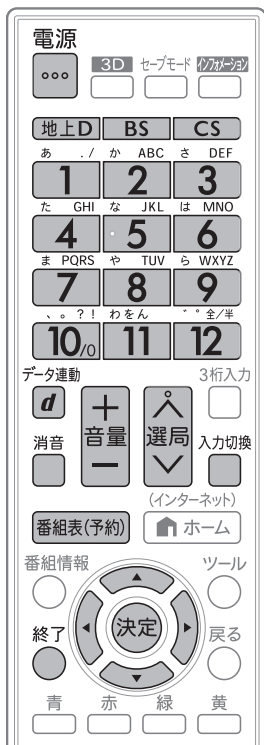 電源
3D セーブモード インフォメーション
地上D BS CS
あ ./ か ABC さ DEF
1 2 3
た GHI な JKL は MNO
4 5 6
ま PQRS や TUV ら WXYZ
7 8 9
、。?! わをん ゛゜全/半
10/0 11 12
データ連動 3桁入力
d + 音量 − 選局
消音 入力切換
(インターネット)
番組表(予約) ホーム
番組情報 ツール
決定
終了 戻る
青 赤 緑 黄